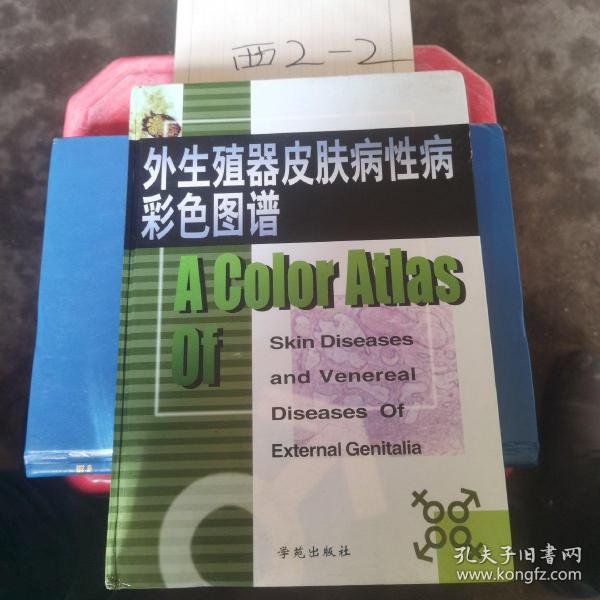 西2-2
外生殖器皮肤病性病
彩色图谱
A Color Atlas
Of
Skin Diseases
and Venereal
Diseases Of
External Genitalia
学苑出版社
孔夫子旧书网
www.kongfz.com